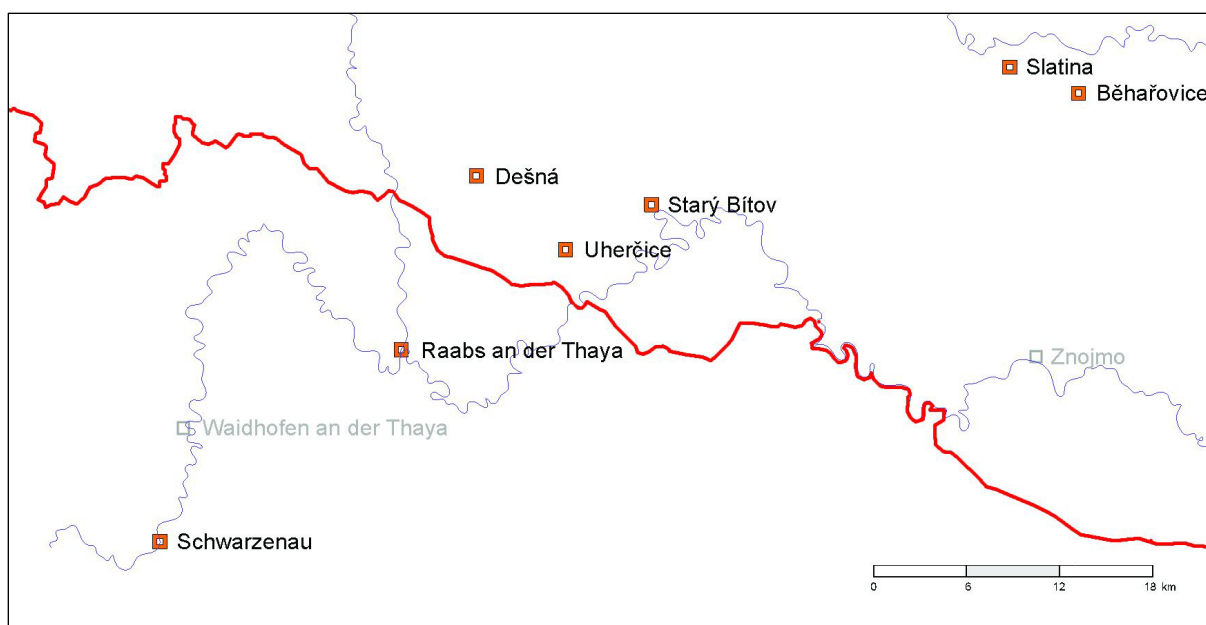 Slatina
Běhařovice
Dešná
Starý Bítov
Uherčice
Raabs an der Thaya
Znojmo
Waidhofen an der Thaya
Schwarzenau
0 6 12 18 km